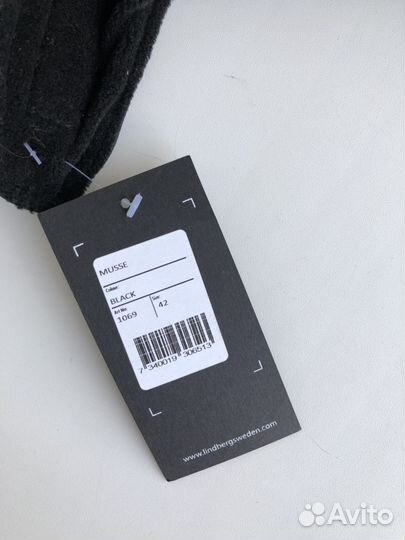 MUSSE
Colour:
BLACK
Art No: Size:
1069 42
7 340019 306513
www.lindbergsweden.com
Avito